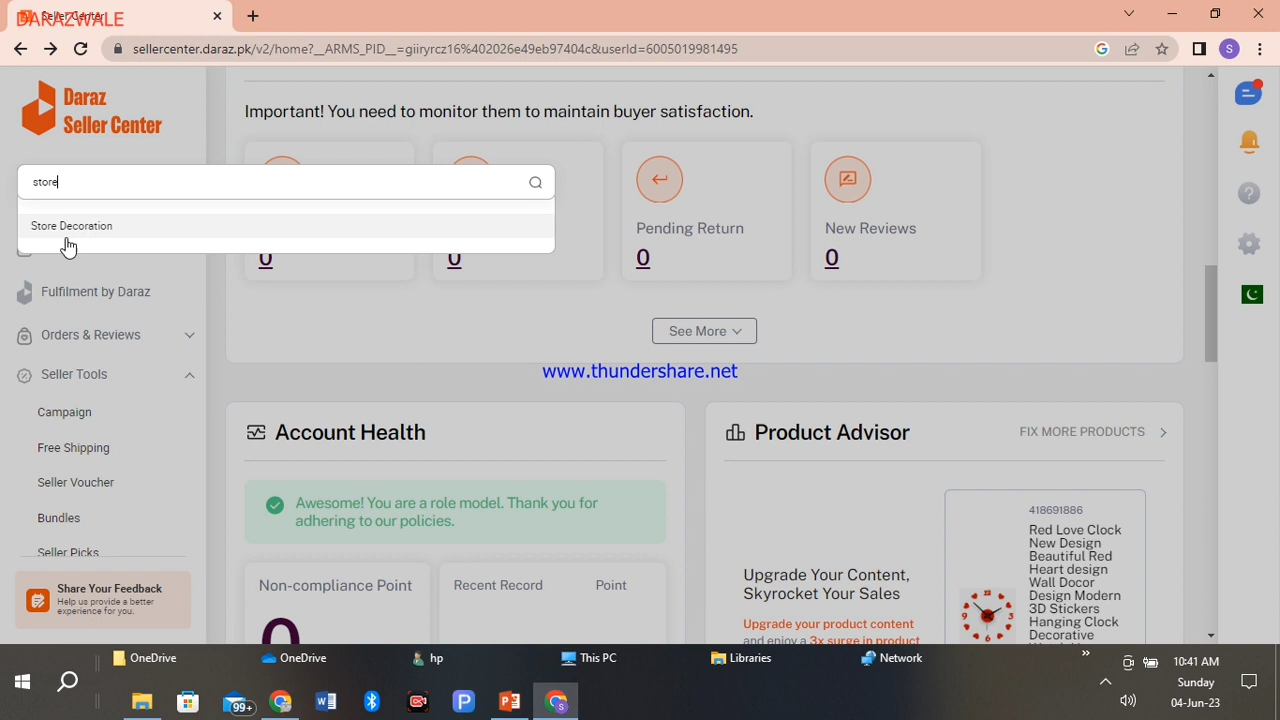 DARAZWALE
Seller Center
sellercenter.daraz.pk/v2/home?__ARMS_PID__=giiryrcz16%402026e49eb97404c&userId=6005019981495
S
Daraz
Seller Center
Important! You need to monitor them to maintain buyer satisfaction.
store
Store Decoration
0
0
Pending Return
0
New Reviews
0
Fulfilment by Daraz
Orders & Reviews
See More
www.thundershare.net
Seller Tools
Campaign
Free Shipping
Seller Voucher
Bundles
Seller Picks
Share Your Feedback
Help us provide a better
experience for you.
Account Health
Awesome! You are a role model. Thank you for
adhering to our policies.
Non-compliance Point
0
Recent Record
Point
Product Advisor
FIX MORE PRODUCTS
Upgrade Your Content,
Skyrocket Your Sales
Upgrade your product content
and enjoy a 3x surge in product
418691886
Red Love Clock
New Design
Beautiful Red
Heart design
Wall Docor
Design Modern
3D Stickers
Hanging Clock
Decorative
OneDrive
OneDrive
hp
This PC
Libraries
Network
99+
10:41 AM
Sunday
04-Jun-23